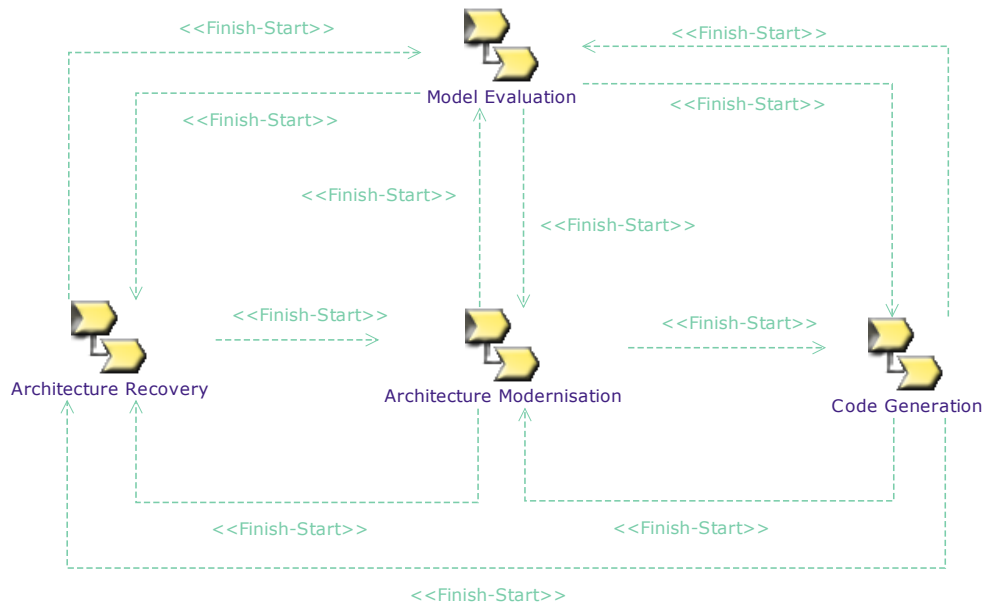 <<Finish-Start>>
<<Finish-Start>>
Model Evaluation
<<Finish-Start>>
<<Finish-Start>>
<<Finish-Start>>
<<Finish-Start>>
<<Finish-Start>>
<<Finish-Start>>
Architecture Recovery
Architecture Modernisation
Code Generation
<<Finish-Start>>
<<Finish-Start>>
<<Finish-Start>>